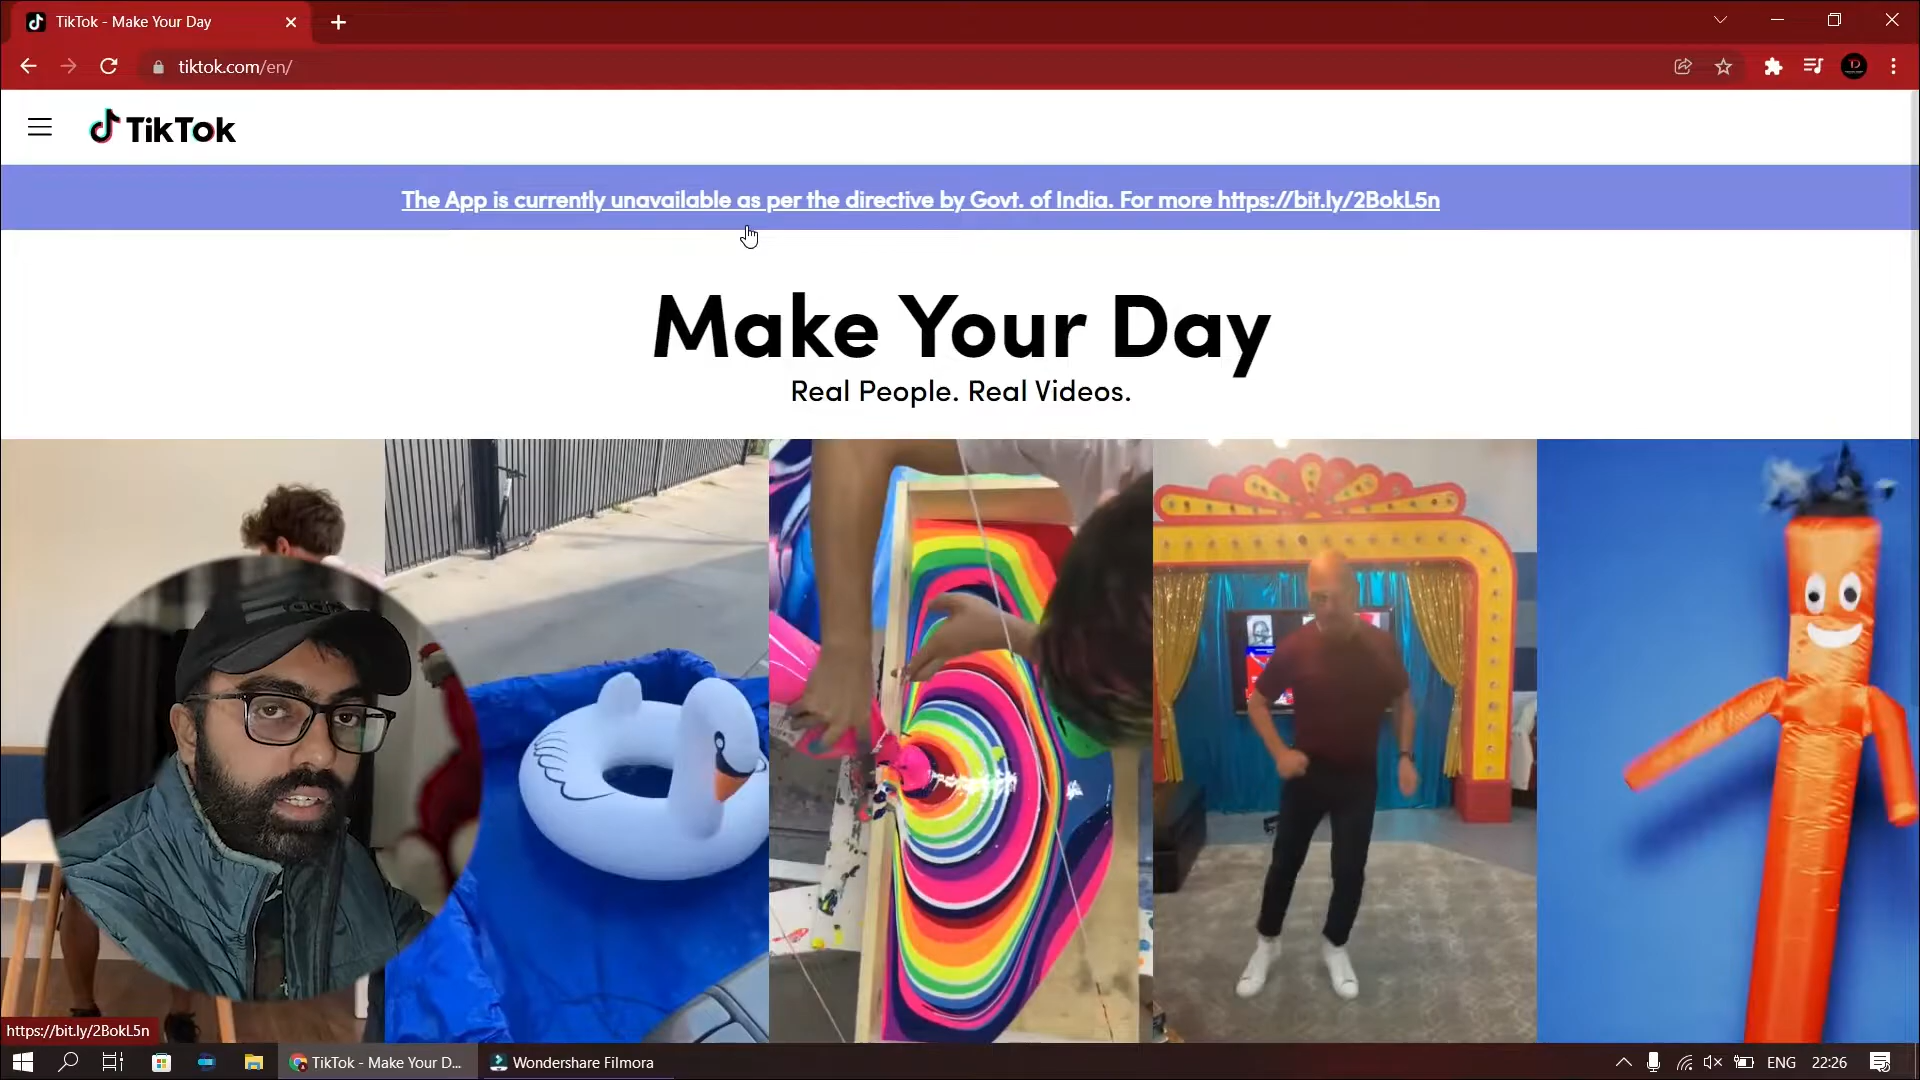 TikTok - Make Your Day
tiktok.com/en/
TikTok
The App is currently unavailable as per the directive by Govt. of India. For more https://bit.ly/2BokL5n
Make Your Day
Real People. Real Videos.
https://bit.ly/2BokL5n
TikTok - Make Your D...
Wondershare Filmora
ENG
22:26